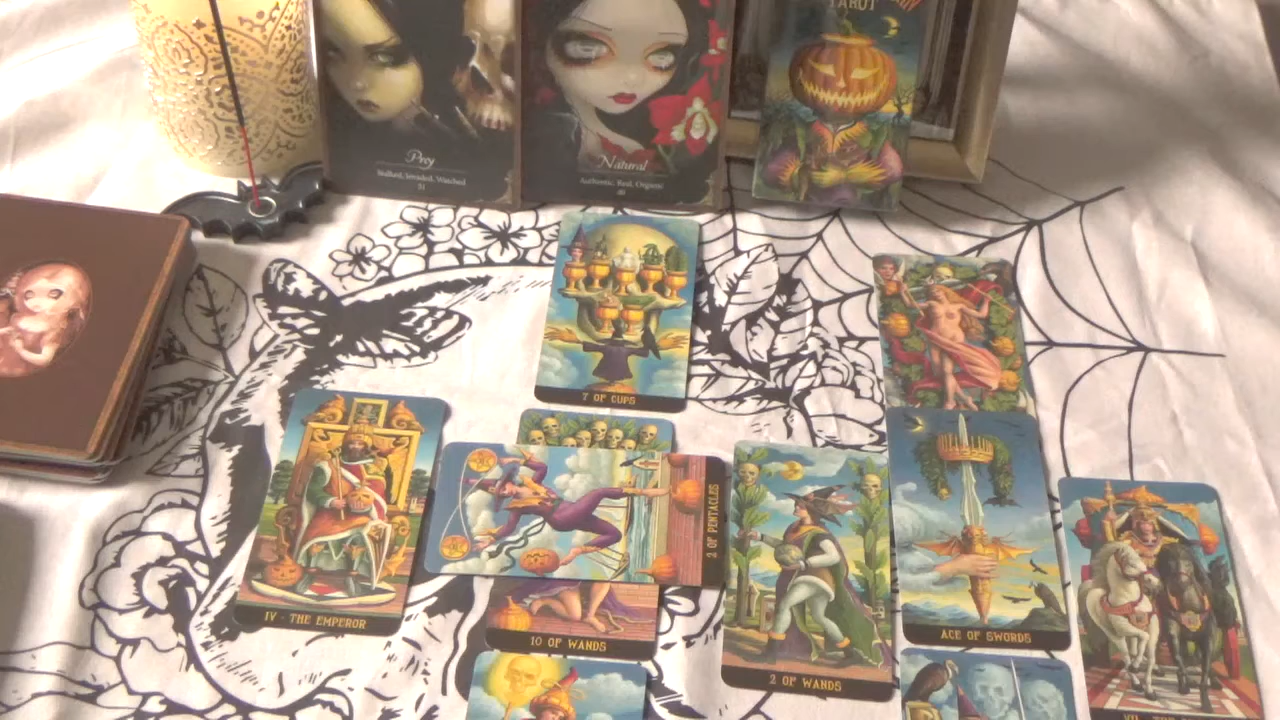 TAROT
Prey
Stalked, Invaded, Watched
51
Natural
Authentic, Real, Organic
7 OF CUPS
IV - THE EMPEROR
2 OF PENTACLES
10 OF WANDS
2 OF WANDS
ACE OF SWORDS